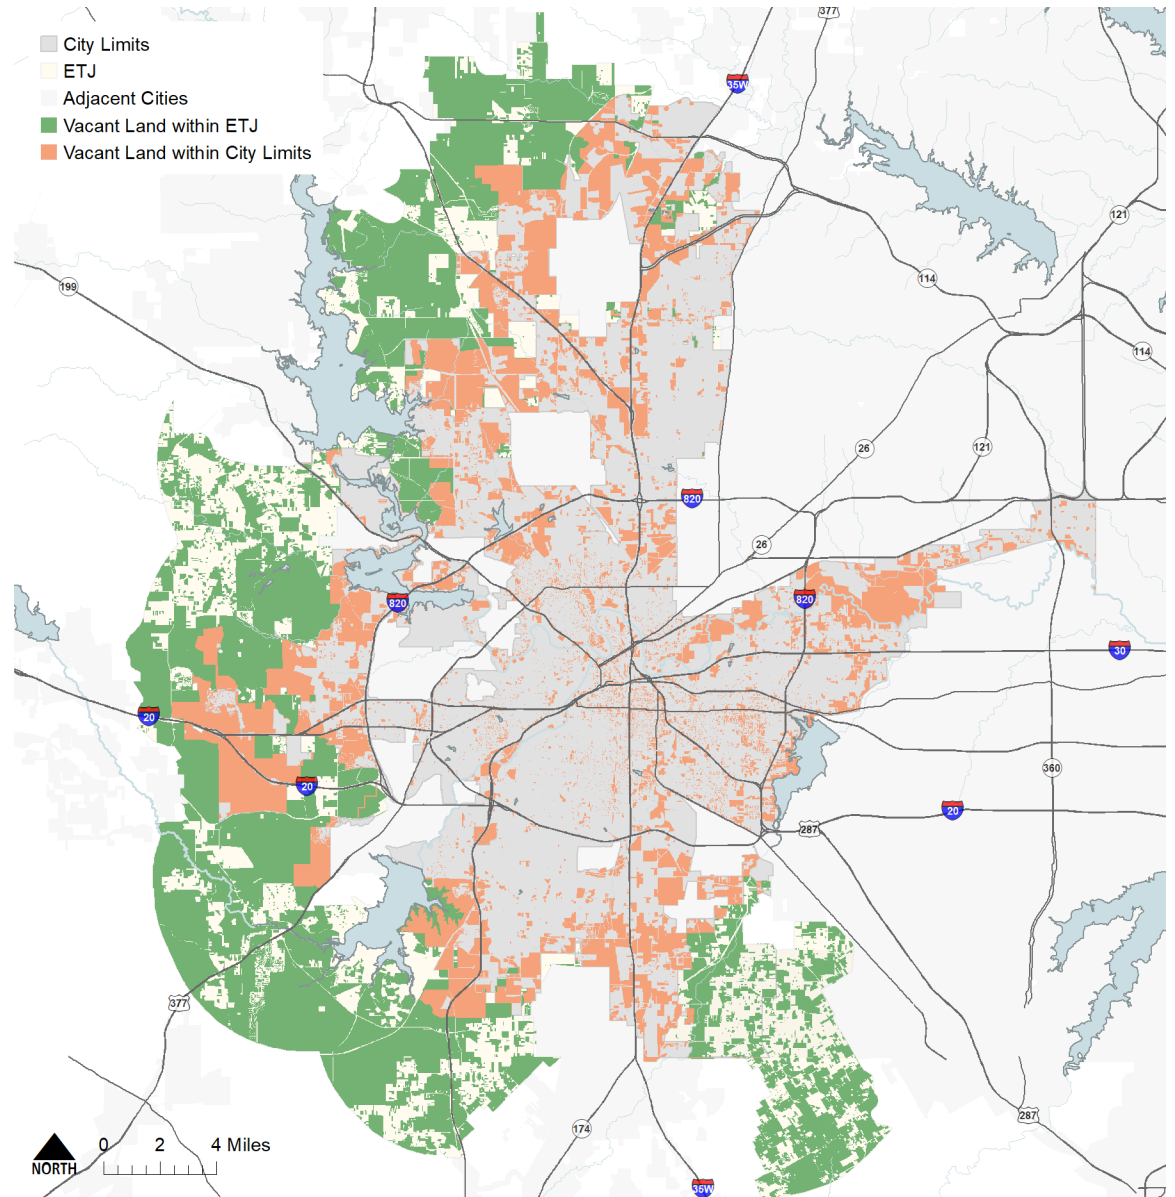 City Limits
ETJ
Adjacent Cities
Vacant Land within ETJ
Vacant Land within City Limits
377
35W
121
114
199
114
26
121
820
26
820
820
30
20
360
20
20
287
377
287
174
35W
0 2 4 Miles
NORTH